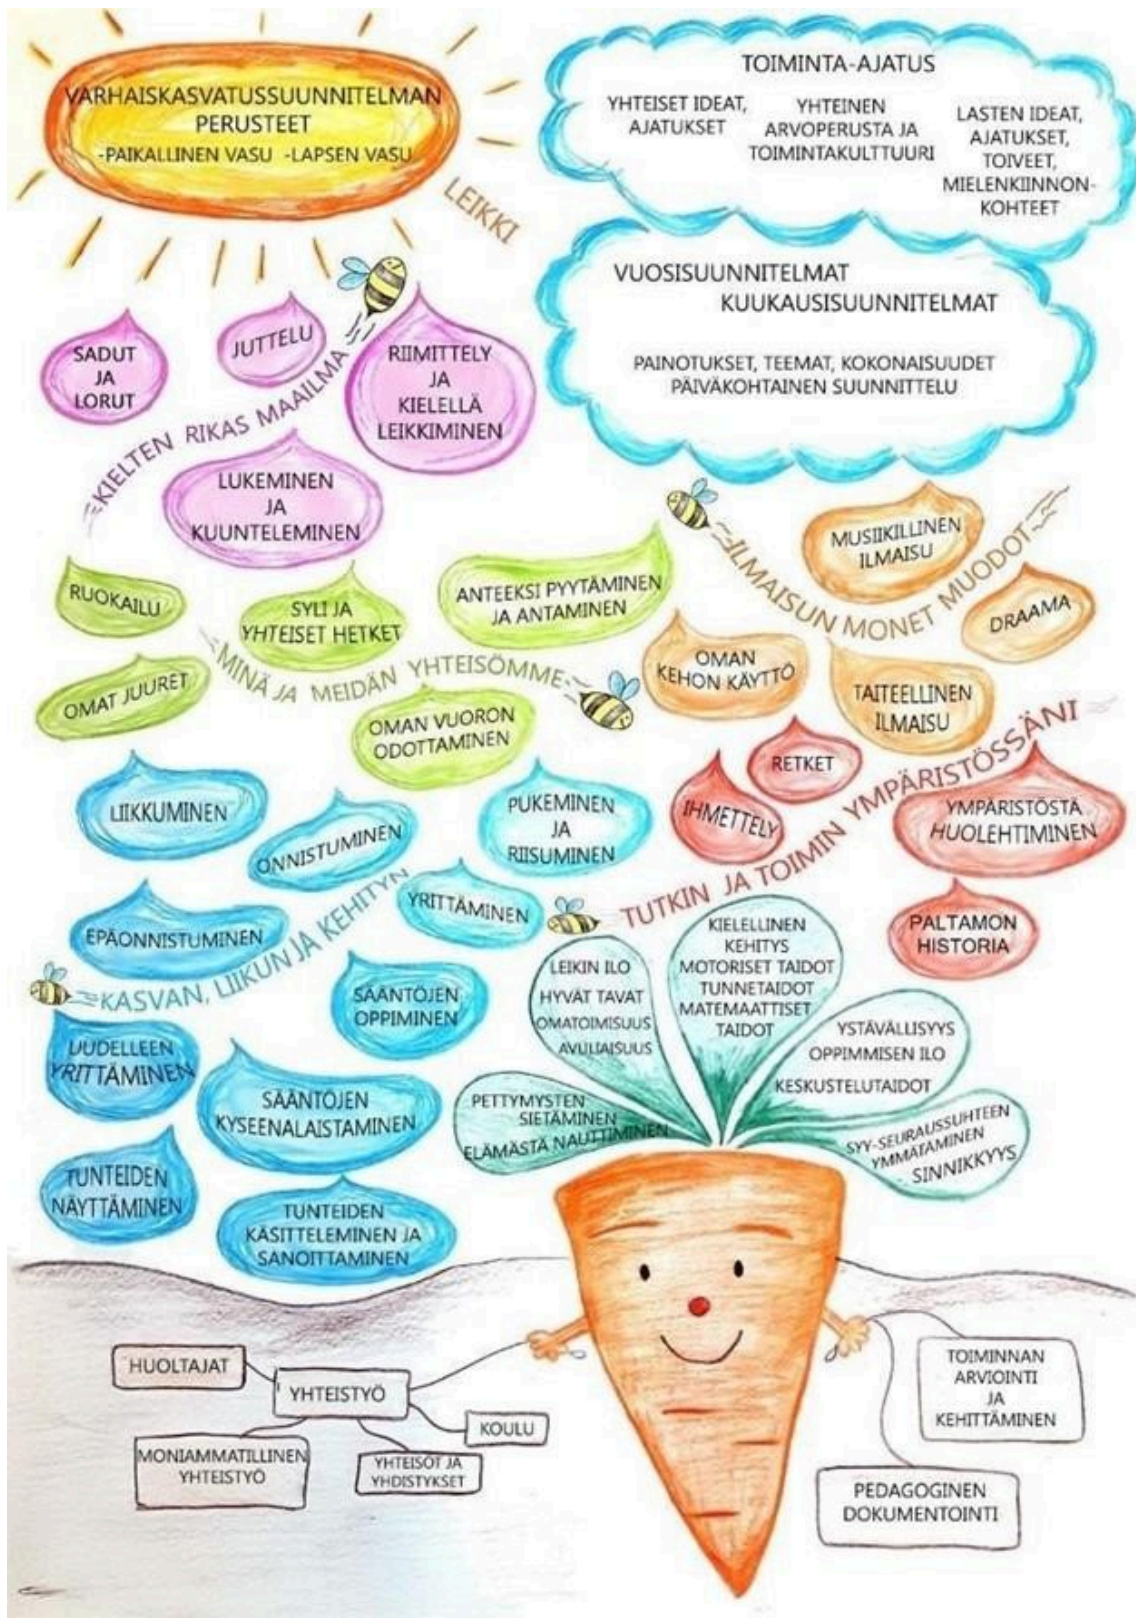 VARHAISKASVATUSSUUNNITELMAN
PERUSTEET
-PAIKALLINEN VASU -LAPSEN VASU
LEIKKI
TOIMINTA-AJATUS
YHTEISET IDEAT,
AJATUKSET
YHTEINEN
ARVOPERUSTA JA
TOIMINTAKULTTUURI
LASTEN IDEAT,
AJATUKSET,
TOIVEET,
MIELENKIINNON-
KOHTEET
VUOSISUUNNITELMAT
KUUKAUSISUUNNITELMAT
PAINOTUKSET, TEEMAT, KOKONAISUUDET
PÄIVÄKOHTAINEN SUUNNITTELU
SADUT
JA
LORUT
JUTTELU
RIIMITTELY
JA
KIELELLÄ
LEIKKIMINEN
KIELTEN RIKAS MAAILMA
LUKEMINEN
JA
KUUNTELEMINEN
RUOKAILU
SYLI JA
YHTEISET HETKET
ANTEEKSI PYYTÄMINEN
JA ANTAMINEN
MINÄ JA MEIDÄN YHTEISÖMME
OMAT JUURET
OMAN VUORON
ODOTTAMINEN
MUSIIKILLINEN
ILMAISU
ILMAISUN MONET MUODOT
DRAAMA
OMAN
KEHON KÄYTTÖ
TAITEELLINEN
ILMAISU
LIIKKUMINEN
ONNISTUMINEN
PUKEMINEN
JA
RIISUMINEN
YRITTÄMINEN
EPÄONNISTUMINEN
KASVAN, LIIKUN JA KEHITYN
SÄÄNTÖJEN
OPPIMINEN
UUDELLEEN
YRITTÄMINEN
SÄÄNTÖJEN
KYSEENALAISTAMINEN
TUNTEIDEN
NÄYTTÄMINEN
TUNTEIDEN
KÄSITTELEMINEN JA
SANOITTAMINEN
RETKET
IHMETTELY
YMPÄRISTÖSTÄ
HUOLEHTIMINEN
TUTKIN JA TOIMIN YMPÄRISTÖSSÄNI
PALTAMON
HISTORIA
LEIKIN ILO
HYVÄT TAVAT
OMATOIMISUUS
AVULIAISUUS
KIELELLINEN
KEHITYS
MOTORISET TAIDOT
TUNNETAIDOT
MATEMAATTISET
TAIDOT
YSTÄVÄLLISYYS
OPPIMMISEN ILO
KESKUSTELUTAIDOT
PETTYMYSTEN
SIETÄMINEN
ELÄMÄSTÄ NAUTTIMINEN
SYY-SEURAUSSUHTEEN
YMMATAMINEN
SINNIKKYYS
HUOLTAJAT
YHTEISTYÖ
KOULU
MONIAMMATILLINEN
YHTEISTYÖ
YHTEISÖT JA
YHDISTYKSET
TOIMINNAN
ARVIOINTI
JA
KEHITTÄMINEN
PEDAGOGINEN
DOKUMENTOINTI